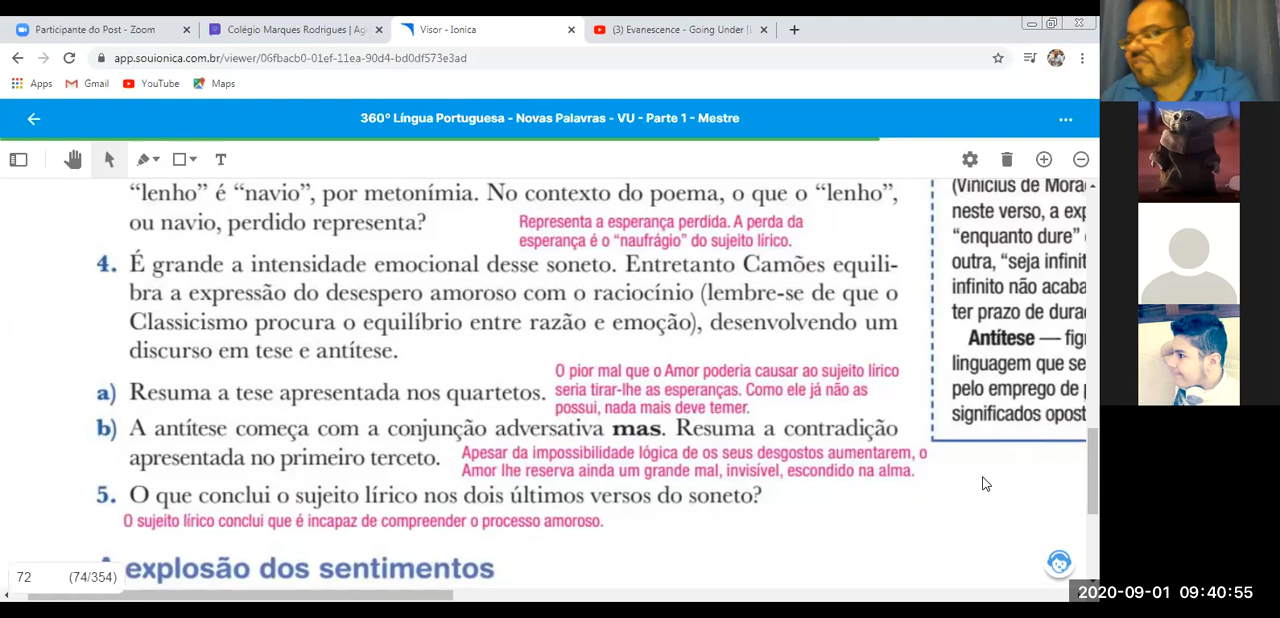 Participante do Post - Zoom
Colégio Marques Rodrigues | Ag
Visor - Ionica
(3) Evanescence - Going Under [
app.souionica.com.br/viewer/06fbacb0-01ef-11ea-90d4-bd0df573e3ad
Apps
Gmail
YouTube
Maps
360º Língua Portuguesa - Novas Palavras - VU - Parte 1 - Mestre
T
“lenho” é “navio”, por metonímia. No contexto do poema, o que o “lenho”,
ou navio, perdido representa?
Representa a esperança perdida. A perda da
esperança é o “naufrágio” do sujeito lírico.
4. É grande a intensidade emocional desse soneto. Entretanto Camões equili-
bra a expressão do desespero amoroso com o raciocínio (lembre-se de que o
Classicismo procura o equilíbrio entre razão e emoção), desenvolvendo um
discurso em tese e antítese.
a) Resuma a tese apresentada nos quartetos.
O pior mal que o Amor poderia causar ao sujeito lírico
seria tirar-lhe as esperanças. Como ele já não as
possui, nada mais deve temer.
b) A antítese começa com a conjunção adversativa mas. Resuma a contradição
apresentada no primeiro terceto.
Apesar da impossibilidade lógica de os seus desgostos aumentarem, o
Amor lhe reserva ainda um grande mal, invisível, escondido na alma.
5. O que conclui o sujeito lírico nos dois últimos versos do soneto?
O sujeito lírico conclui que é incapaz de compreender o processo amoroso.
explosão dos sentimentos
(Vinicius de Mora
neste verso, a exp
“enquanto dure”
outra, “seja infinit
infinito não acaba
ter prazo de dura
Antítese — fig
linguagem que se
pelo emprego de
significados opost
72 (74/354)
2020-09-01 09:40:55